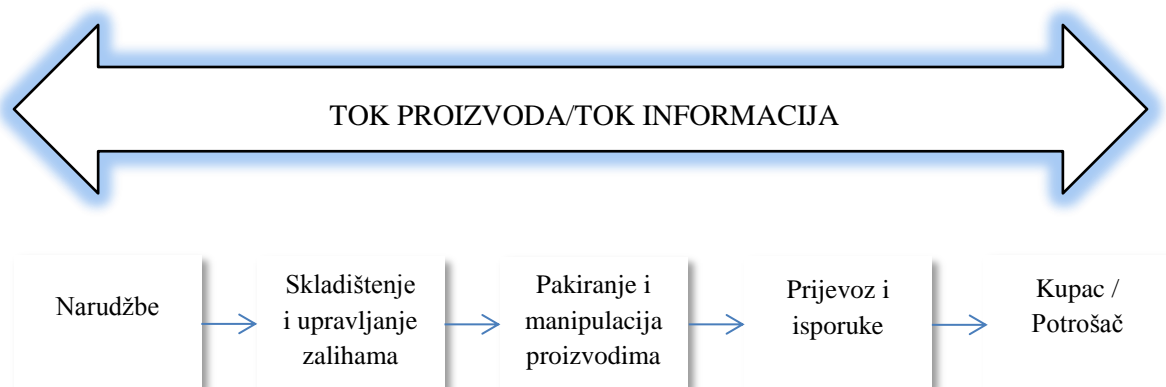 TOK PROIZVODA/TOK INFORMACIJA
Narudžbe
Skladištenje
i upravljanje
zalihama
Pakiranje i
manipulacija
proizvodima
Prijevoz i
isporuke
Kupac /
Potrošač